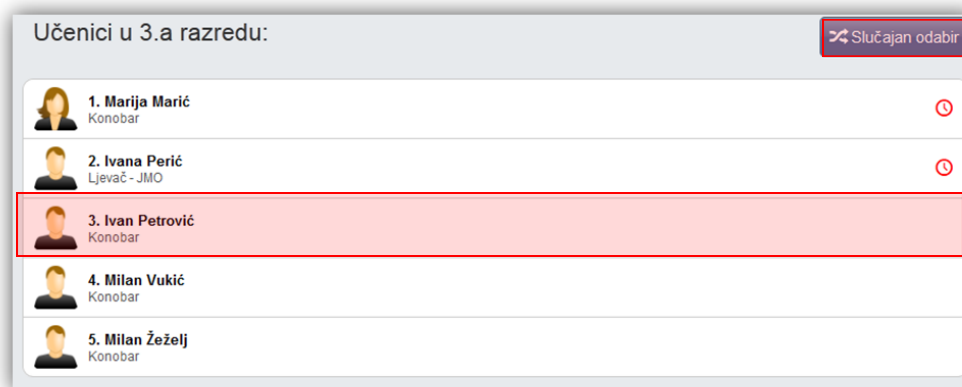 Učenici u 3.a razredu:
Slučajan odabir
1. Marija Marić
Konobar
2. Ivana Perić
Ljevač - JMO
3. Ivan Petrović
Konobar
4. Milan Vukić
Konobar
5. Milan Žeželj
Konobar